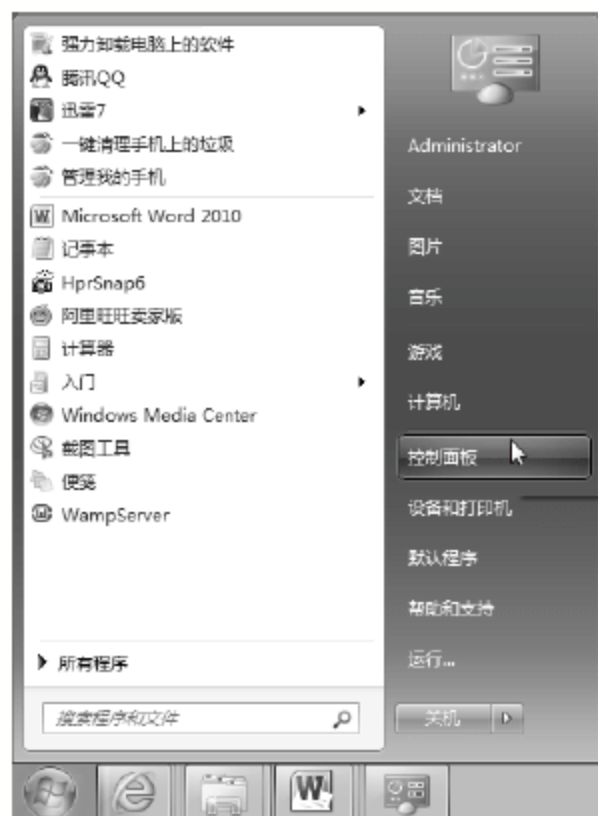 强力卸载电脑上的软件
腾讯QQ
迅雷7
一键清理手机上的垃圾
管理我的手机
Microsoft Word 2010
记事本
HprSnap6
阿里旺旺卖家版
计算器
入门
Windows Media Center
截图工具
便笺
WampServer
所有程序
搜索程序和文件
Administrator
文档
图片
音乐
游戏
计算机
控制面板
设备和打印机
默认程序
帮助和支持
运行...
关机